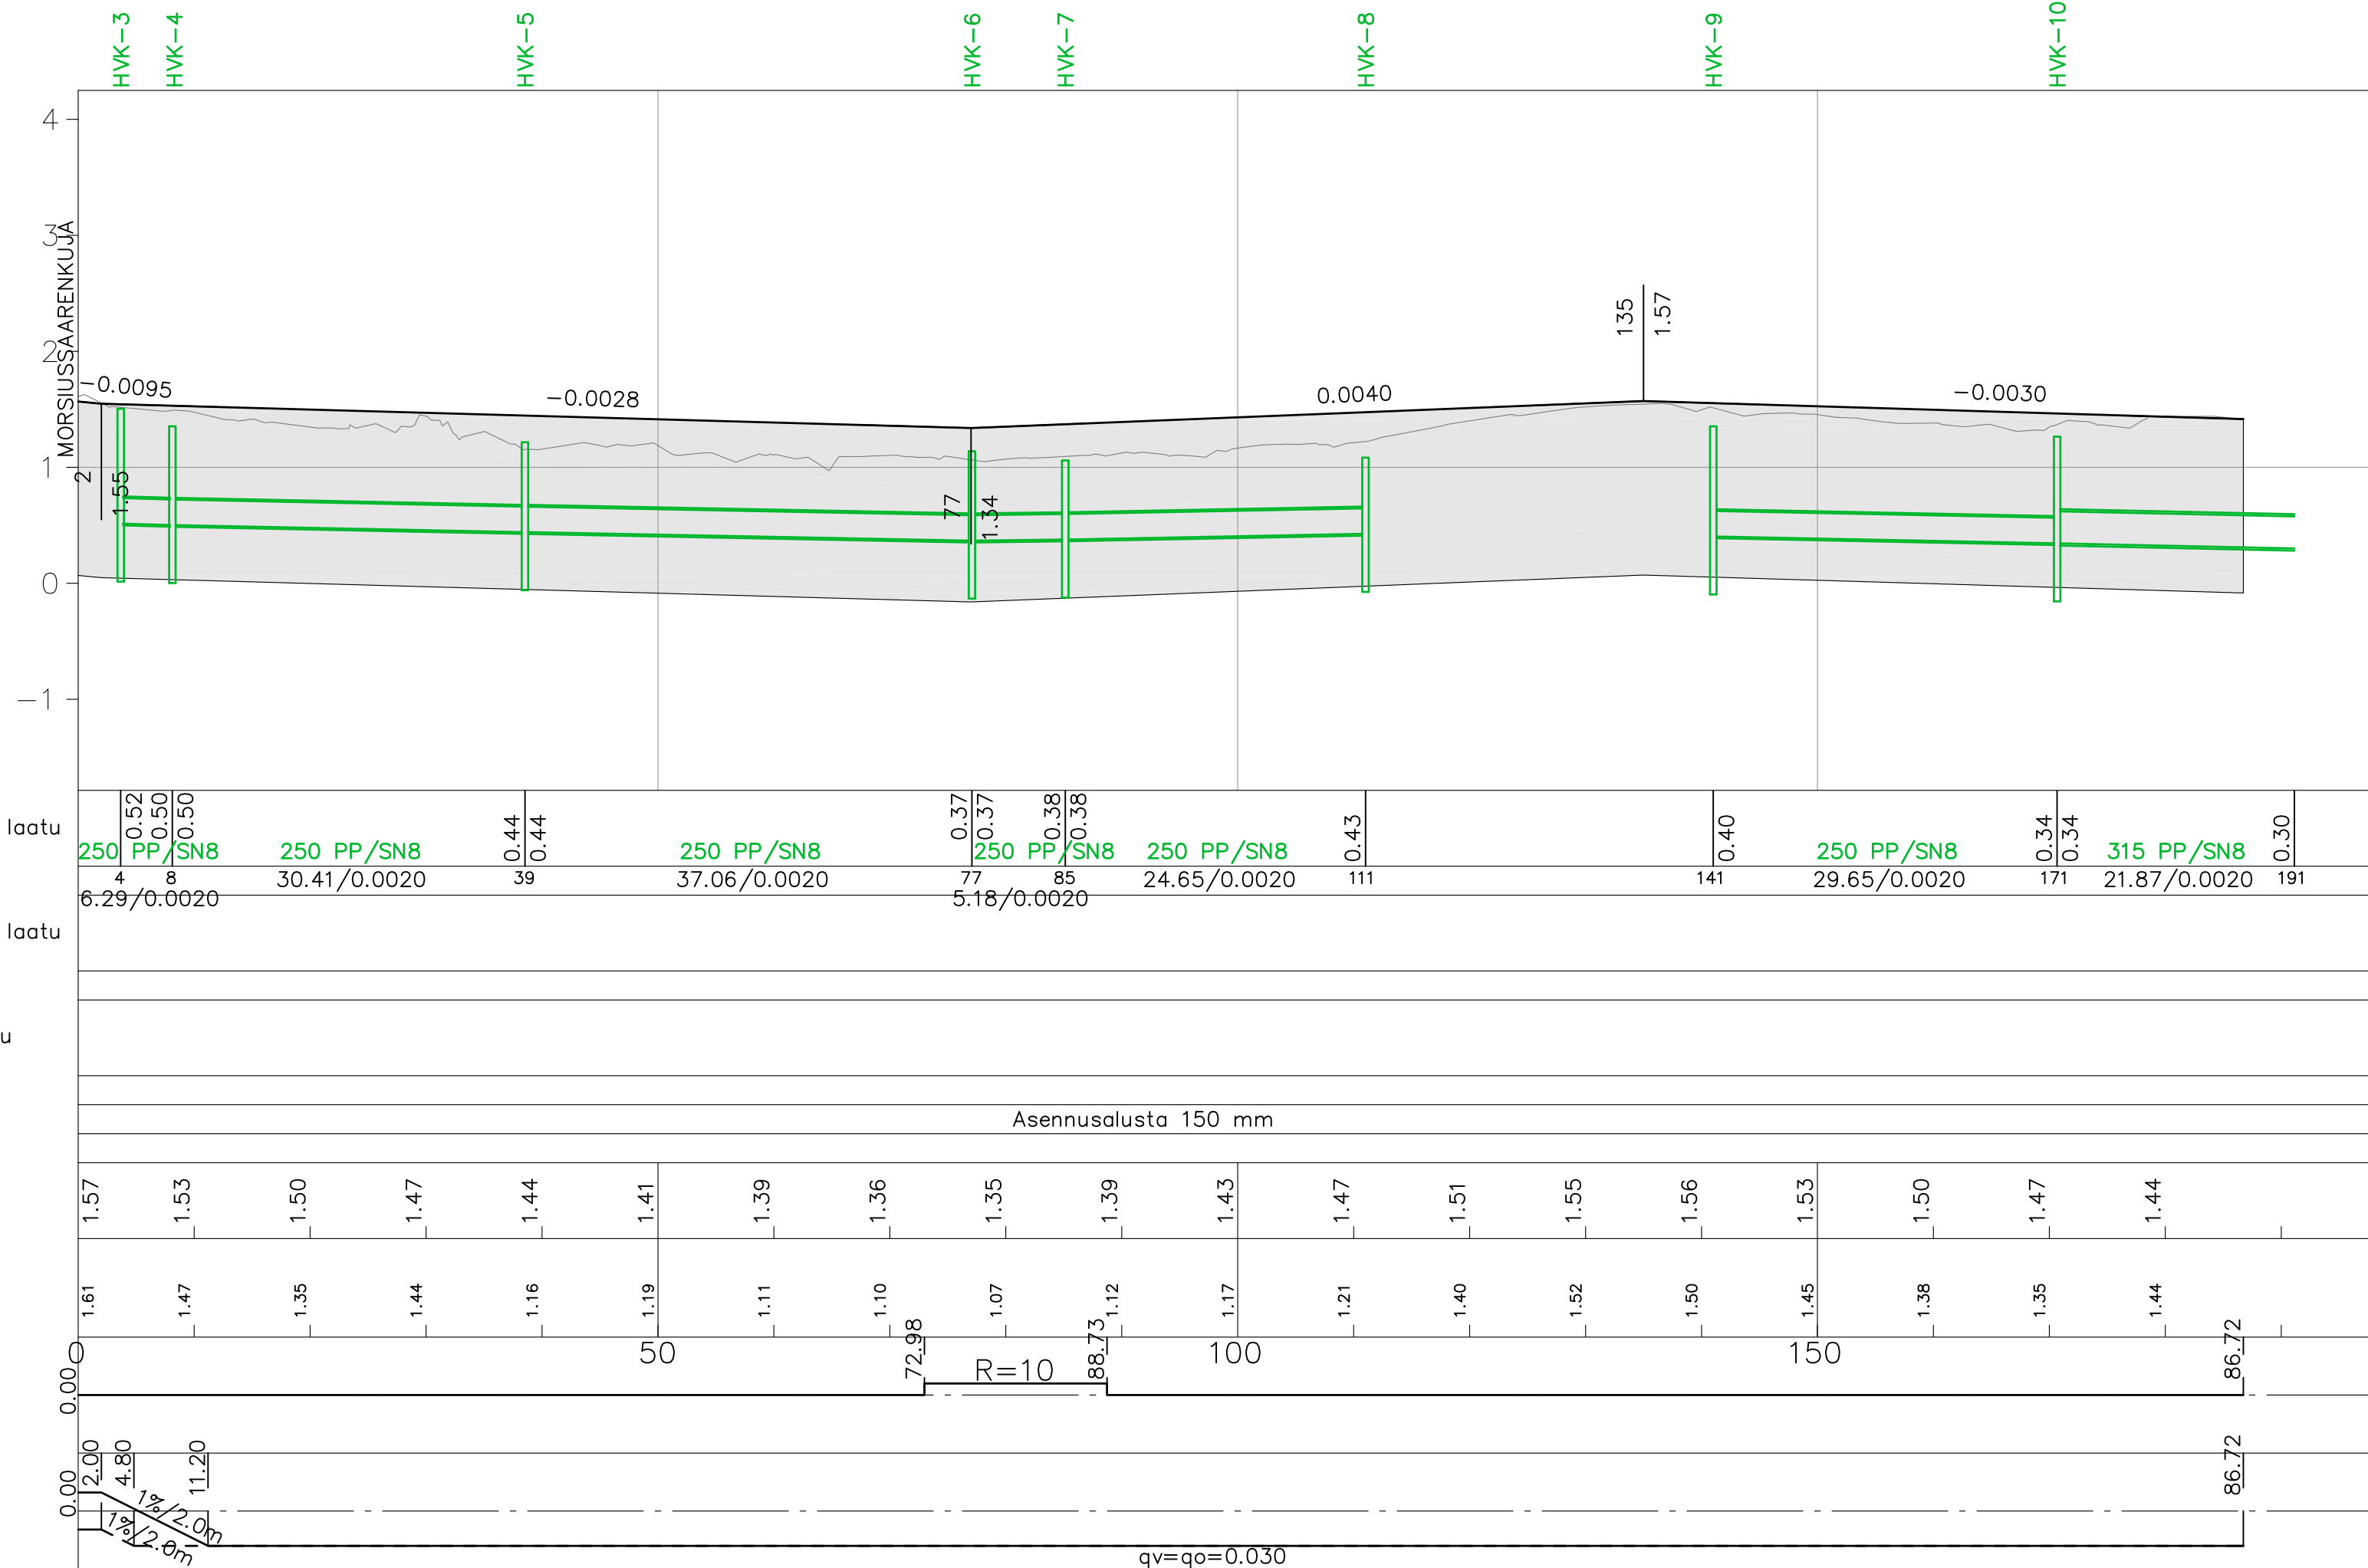 HVK-3 HVK-4 HVK-5 HVK-6 HVK-7 HVK-8 HVK-9 HVK-10
4
3
2
1
0
-1
MORSIUSSAARENKUJA
-0.0095 -0.0028 0.0040 -0.0030
2 1.55
77 1.34
135 1.57
laatu
0.52 0.50 0.50 0.44 0.44 0.37 0.37 0.38 0.38 0.43 0.40 0.34 0.34 0.30
250 PP/SN8 250 PP/SN8 250 PP/SN8 250 PP/SN8 250 PP/SN8 250 PP/SN8 315 PP/SN8
4 8 30.41/0.0020 39 37.06/0.0020 77 85 24.65/0.0020 111 141 29.65/0.0020 171 21.87/0.0020 191
6.29/0.0020 5.18/0.0020
laatu
u
Asennusalusta 150 mm
1.57 1.53 1.50 1.47 1.44 1.41 1.39 1.36 1.35 1.39 1.43 1.47 1.51 1.55 1.56 1.53 1.50 1.47 1.44
1.61 1.47 1.35 1.44 1.16 1.19 1.11 1.10 1.07 1.12 1.17 1.21 1.40 1.52 1.50 1.45 1.38 1.35 1.44
0 50 100 150
0.00 72.98 R=10 88.73 86.72
0.00 2.00 4.80 11.20 86.72
1%/2.0m
1%/2.0m
qv=qo=0.030